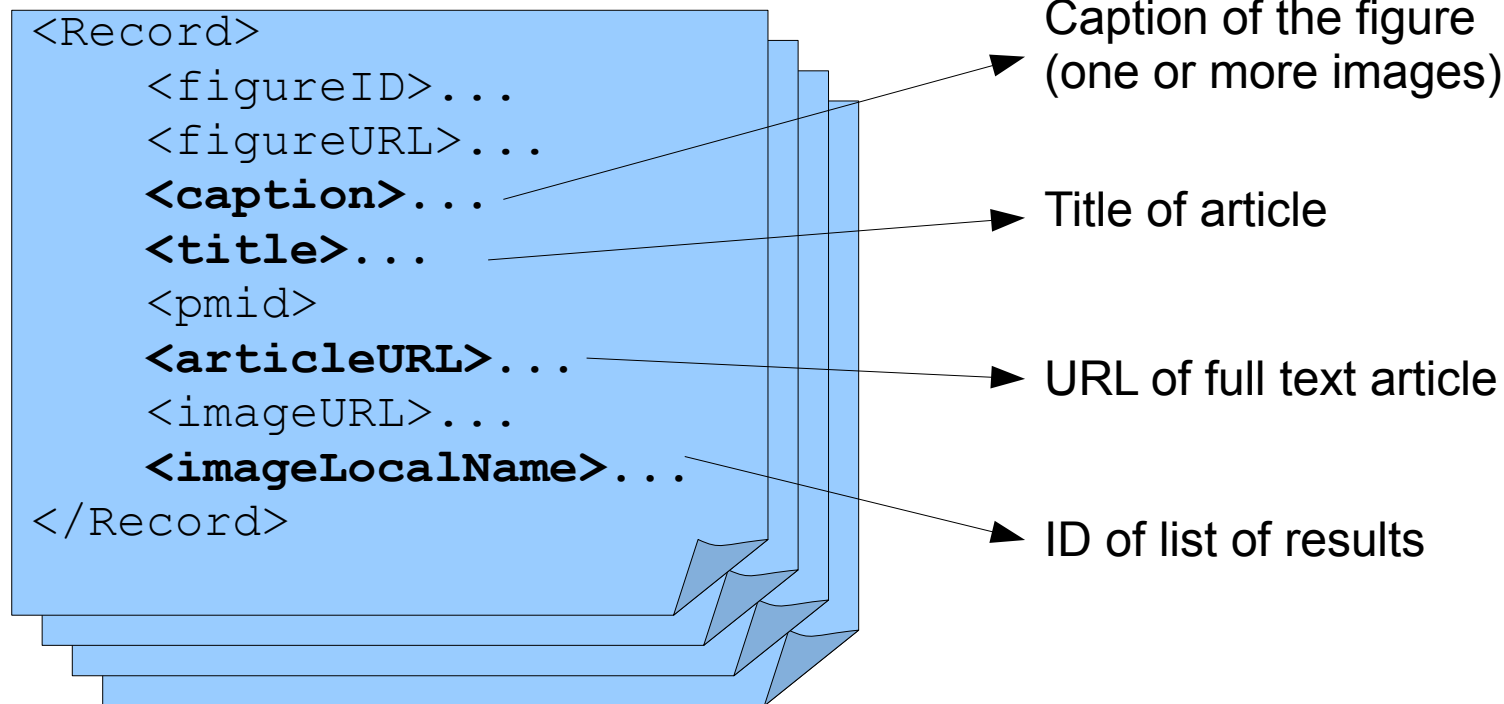 <Record>
<figureID>...
<figureURL>...
<caption>...
<title>...
<pmid>
<articleURL>...
<imageURL>...
<imageLocalName>...
</Record>
Caption of the figure
(one or more images)
Title of article
URL of full text article
ID of list of results